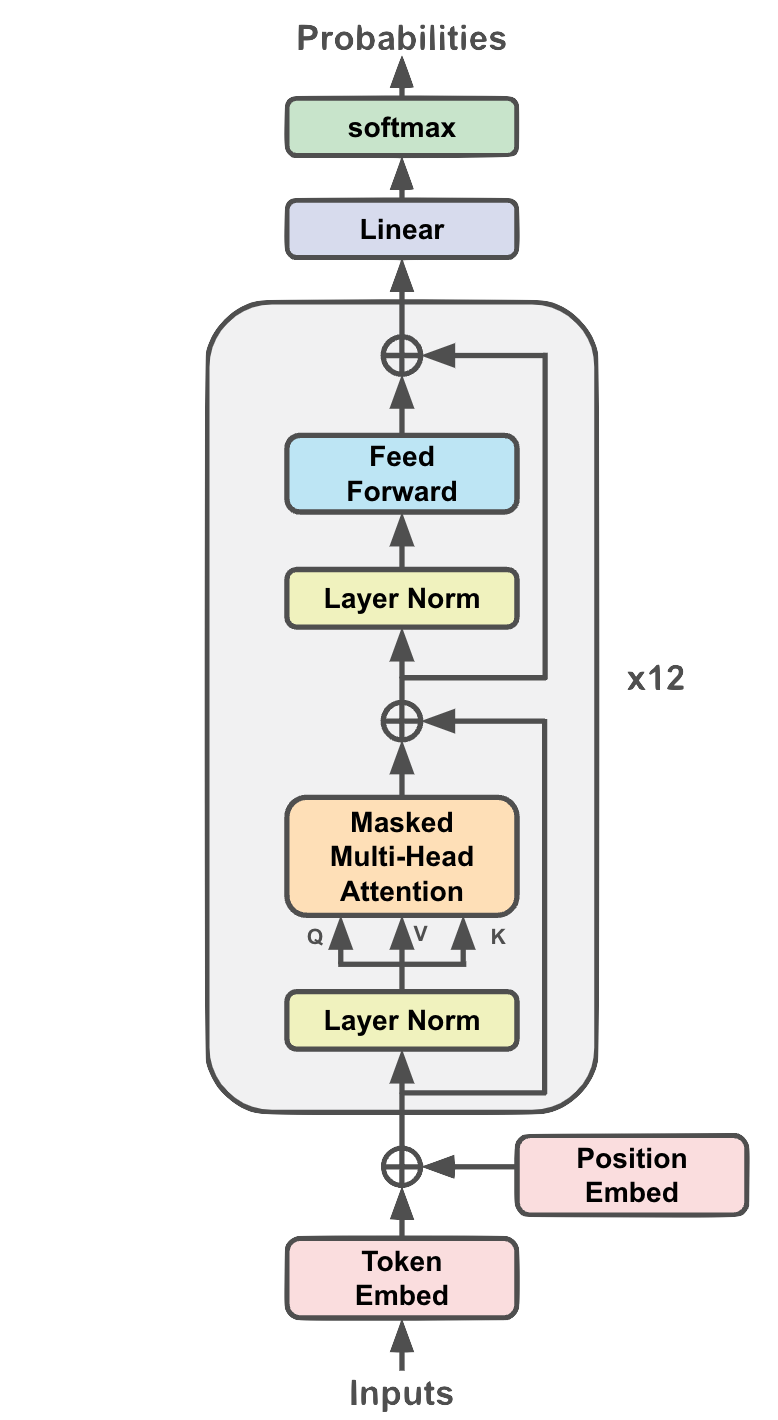 Probabilities
softmax
Linear
Feed
Forward
Layer Norm
x12
Masked
Multi-Head
Attention
Q V K
Layer Norm
Position
Embed
Token
Embed
Inputs